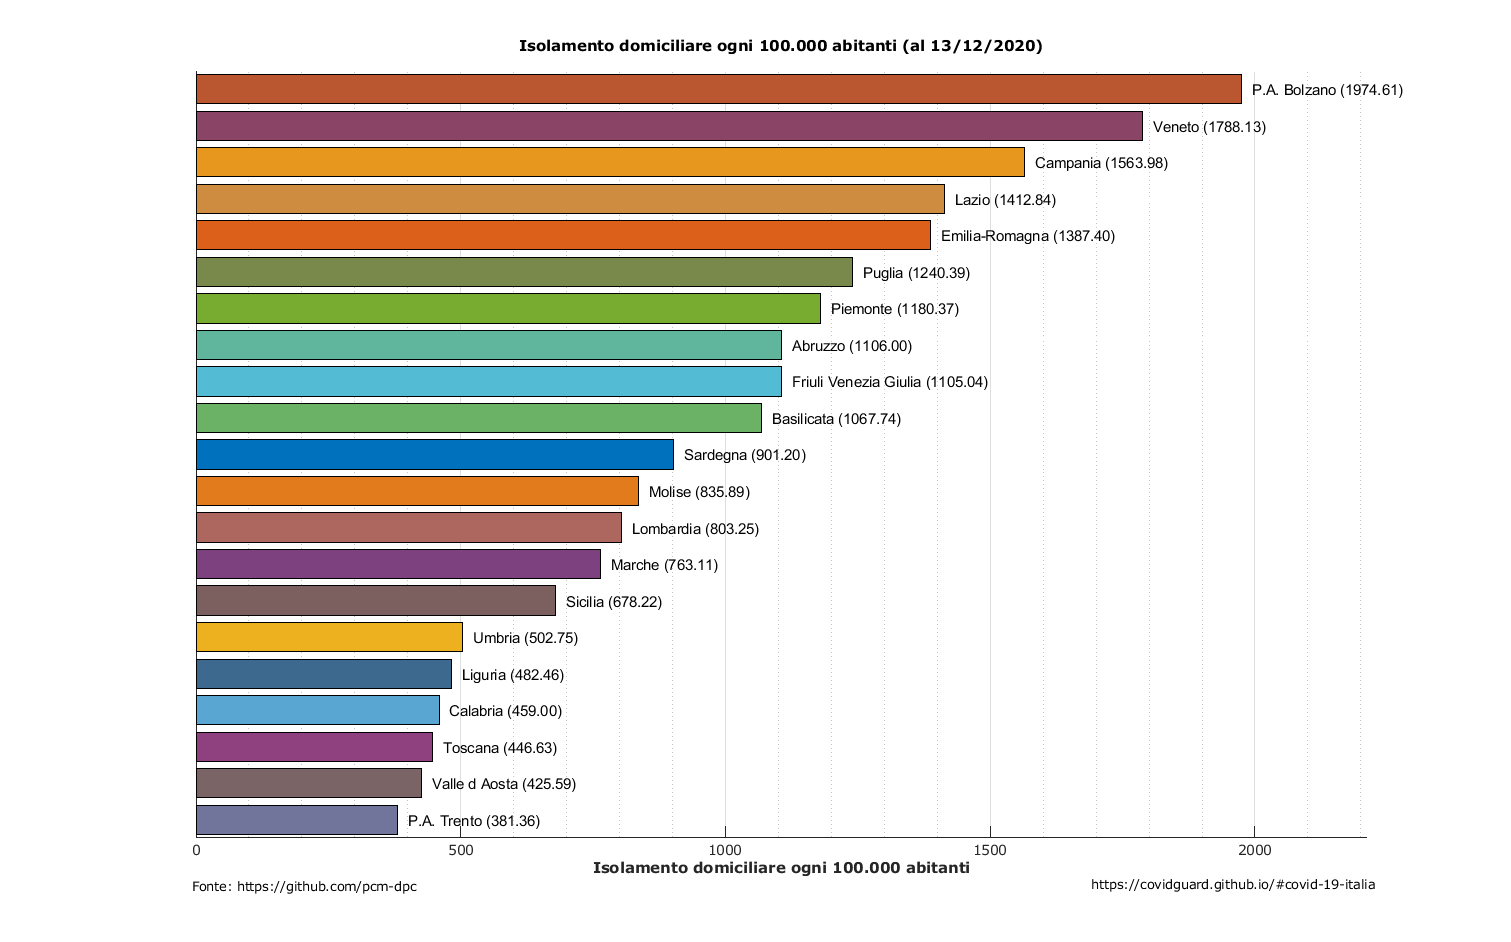 Isolamento domiciliare ogni 100.000 abitanti (al 13/12/2020)
P.A. Bolzano (1974.61)
Veneto (1788.13)
Campania (1563.98)
Lazio (1412.84)
Emilia-Romagna (1387.40)
Puglia (1240.39)
Piemonte (1180.37)
Abruzzo (1106.00)
Friuli Venezia Giulia (1105.04)
Basilicata (1067.74)
Sardegna (901.20)
Molise (835.89)
Lombardia (803.25)
Marche (763.11)
Sicilia (678.22)
Umbria (502.75)
Liguria (482.46)
Calabria (459.00)
Toscana (446.63)
Valle d Aosta (425.59)
P.A. Trento (381.36)
0 500 1000 1500 2000
Isolamento domiciliare ogni 100.000 abitanti
Fonte: https://github.com/pcm-dpc
https://covidguard.github.io/#covid-19-italia